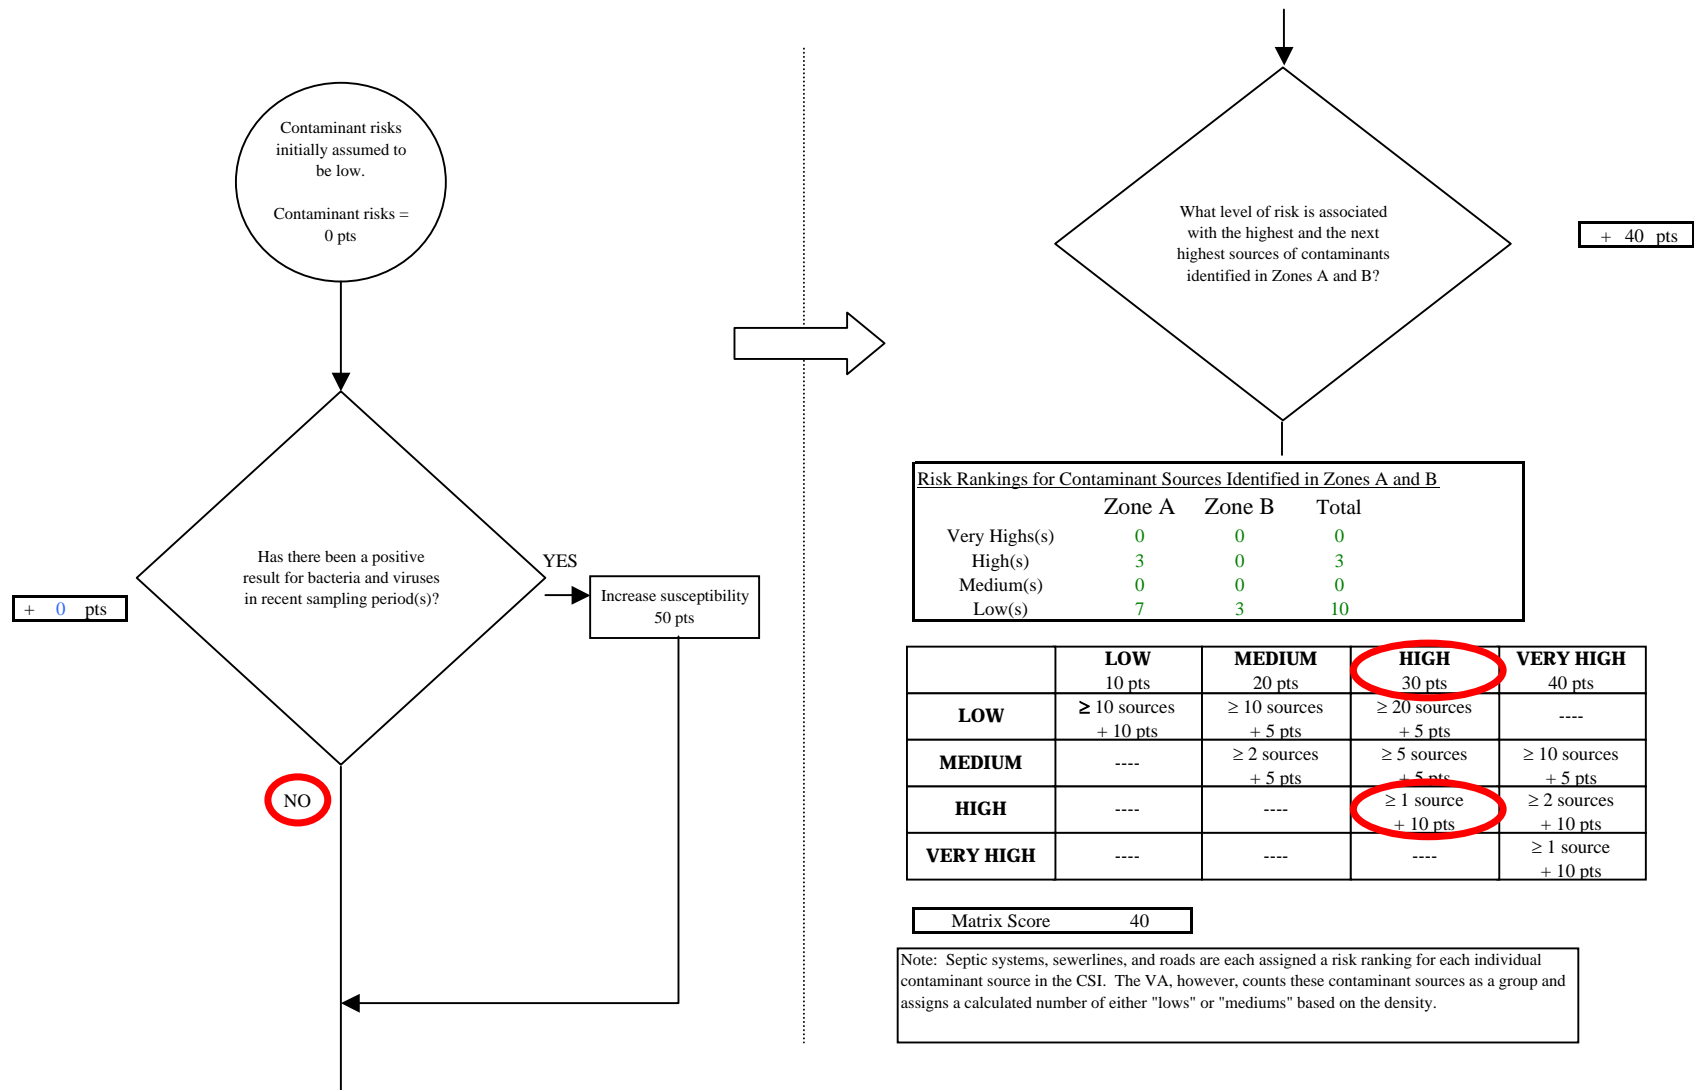 Contaminant risks
initially assumed to
be low.
Contaminant risks =
0 pts
Has there been a positive
result for bacteria and viruses
in recent sampling period(s)?
+ 0 pts
YES
Increase susceptibility
50 pts
NO
What level of risk is associated
with the highest and the next
highest sources of contaminants
identified in Zones A and B?
+ 40 pts
Risk Rankings for Contaminant Sources Identified in Zones A and B
Zone A Zone B Total
Very Highs(s) 0 0 0
High(s) 3 0 3
Medium(s) 0 0 0
Low(s) 7 3 10
LOW MEDIUM HIGH VERY HIGH
10 pts 20 pts 30 pts 40 pts
LOW ≥ 10 sources ≥ 10 sources ≥ 20 sources ----
+ 10 pts + 5 pts + 5 pts
MEDIUM ---- ≥ 2 sources ≥ 5 sources ≥ 10 sources
+ 5 pts + 5 pts + 5 pts
HIGH ---- ---- ≥ 1 source ≥ 2 sources
+ 10 pts + 10 pts
VERY HIGH ---- ---- ---- ≥ 1 source
+ 10 pts
Matrix Score 40
Note: Septic systems, sewerlines, and roads are each assigned a risk ranking for each individual
contaminant source in the CSI. The VA, however, counts these contaminant sources as a group and
assigns a calculated number of either "lows" or "mediums" based on the density.